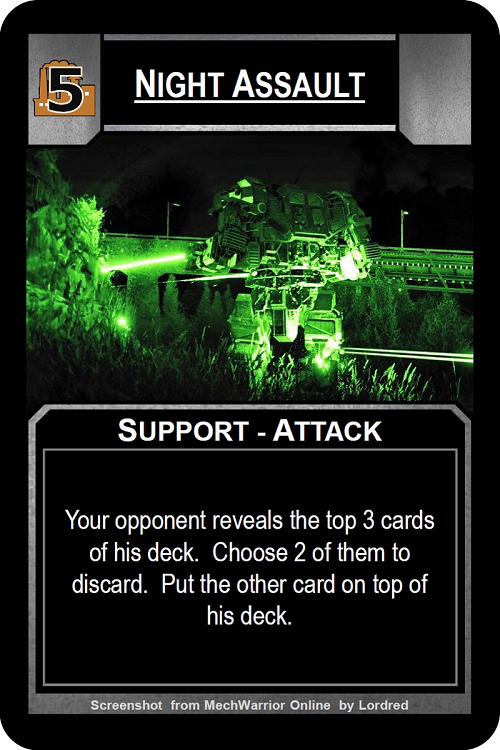 5
NIGHT ASSAULT
SUPPORT - ATTACK
Your opponent reveals the top 3 cards
of his deck.  Choose 2 of them to
discard.  Put the other card on top of
his deck.
Screenshot  from MechWarrior Online  by Lordred